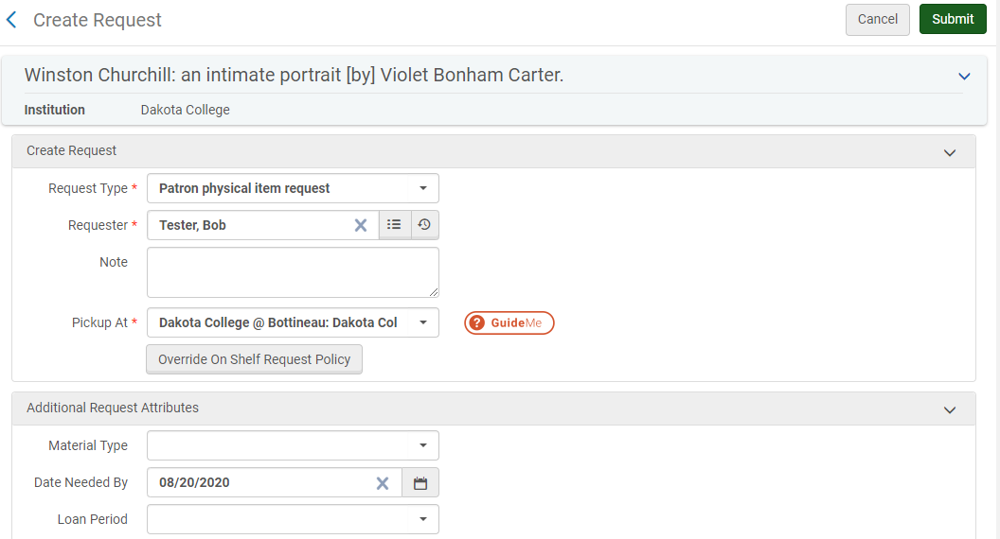 Create Request
Cancel
Submit
Winston Churchill: an intimate portrait [by] Violet Bonham Carter.
Institution Dakota College
Create Request
Request Type * Patron physical item request
Requester * Tester, Bob
Note
Pickup At * Dakota College @ Bottineau: Dakota Col
? GuideMe
Override On Shelf Request Policy
Additional Request Attributes
Material Type
Date Needed By 08/20/2020
Loan Period